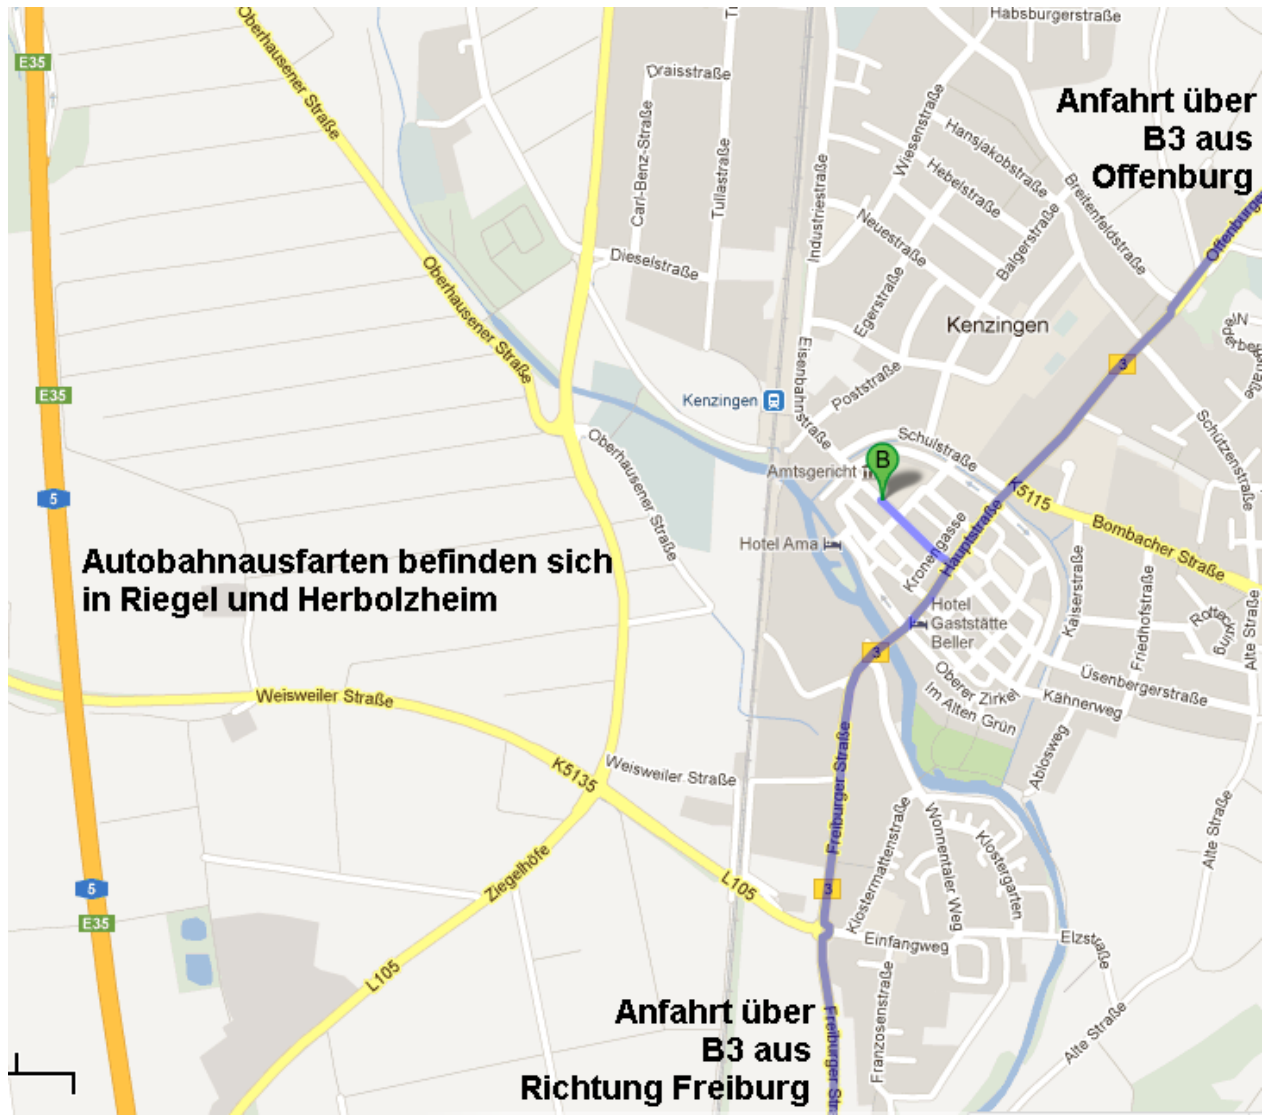 Habsburgerstraße
Oberhausener Straße
E35
Draisstraße
Anfahrt über
B3 aus
Offenburg
Carl-Benz-Straße
Tullastraße
Industriestraße
Wiesenstraße
Hansjakobstraße
Hebelstraße
Breitenfeldstraße
Neuestraße
Balgerstraße
Dieselstraße
Egerstraße
Oberhausener Straße
Kenzingen
3
Eisenbahnstraße
Poststraße
E35
Kenzingen
Schützenstraße
Schulstraße
B
Amtsgericht
Oberhausener Straße
5
K5115
Bombacher Straße
Hauptstraße
Kronengasse
Hotel Ama
Autobahnausfarten befinden sich
in Riegel und Herbolzheim
Hotel
Gaststätte
Beller
Kaiserstraße
Friedhofstraße
Rotteckring
Alte Straße
3
Üsenbergerstraße
Oberer Zirkel
Im Alten Grün
Kähnerweg
Weisweiler Straße
Ablosweg
K5135
Weisweiler Straße
Freiburger Straße
Alte Straße
Klostermattenstraße
Wonnentaler Weg
Klostergarten
Ziegelhöfe
5
E35
L105
3
Einfangweg
Elzstraße
L105
Franzosenstraße
Alte Straße
Anfahrt über
B3 aus
Richtung Freiburg